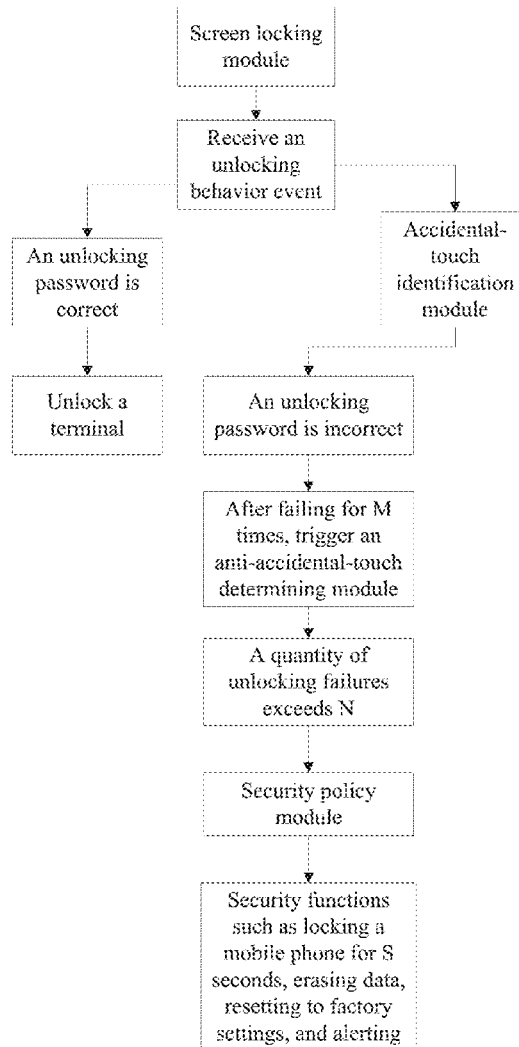 Screen locking
module
Receive an
unlocking
behavior event
An unlocking
password is
correct
Accidental-
touch
identification
module
Unlock a
terminal
An unlocking
password is incorrect
After failing for M
times, trigger an
anti-accidental-touch
determining module
A quantity of
unlocking failures
exceeds N
Security policy
module
Security functions
such as locking a
mobile phone for S
seconds, erasing data,
resetting to factory
settings, and alerting